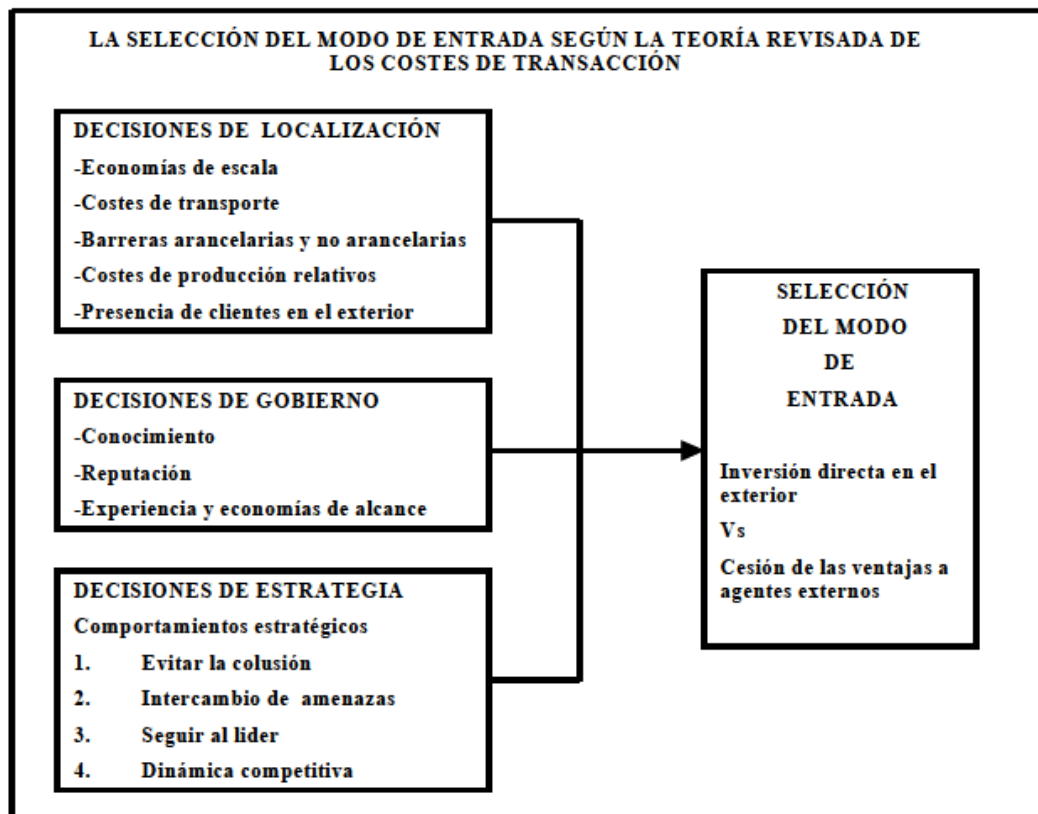 LA SELECCIÓN DEL MODO DE ENTRADA SEGÚN LA TEORÍA REVISADA DE
LOS COSTES DE TRANSACCIÓN
DECISIONES DE LOCALIZACIÓN
-Economías de escala
-Costes de transporte
-Barreras arancelarias y no arancelarias
-Costes de producción relativos
-Presencia de clientes en el exterior
DECISIONES DE GOBIERNO
-Conocimiento
-Reputación
-Experiencia y economías de alcance
DECISIONES DE ESTRATEGIA
Comportamientos estratégicos
1. Evitar la colusión
2. Intercambio de amenazas
3. Seguir al lider
4. Dinámica competitiva
SELECCIÓN
DEL MODO
DE
ENTRADA
Inversión directa en el
exterior
Vs
Cesión de las ventajas a
agentes externos